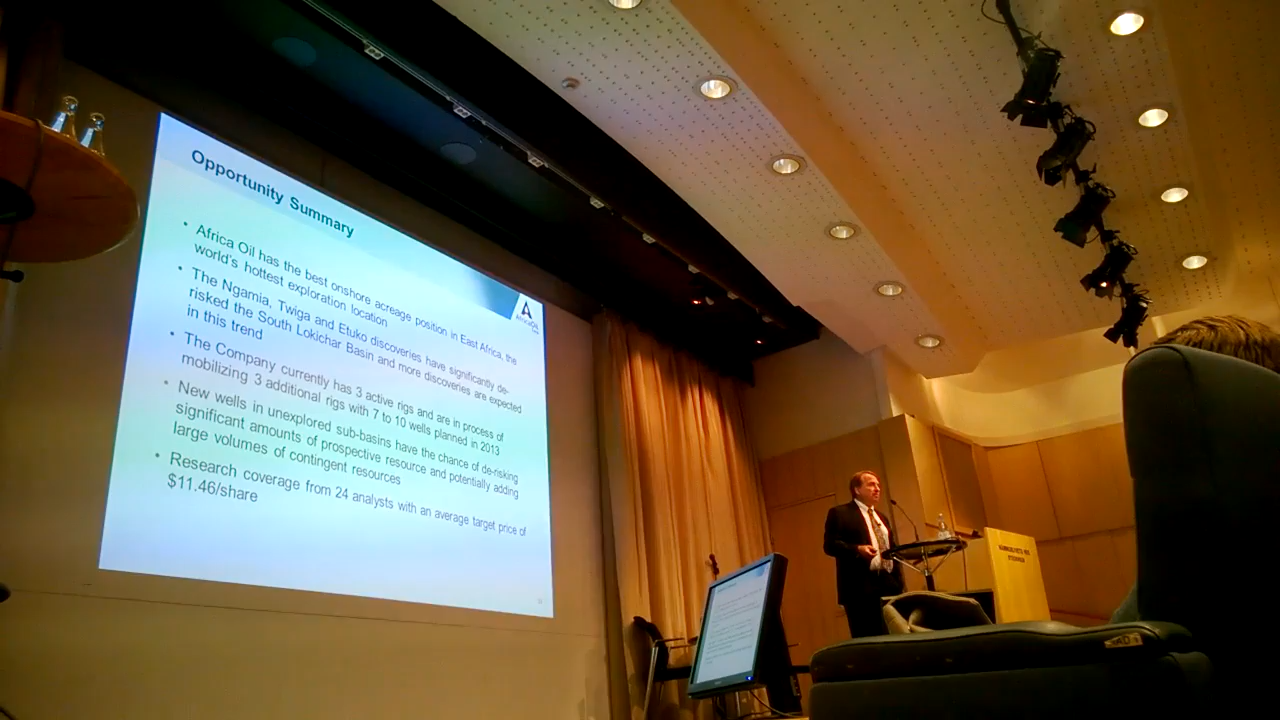 Opportunity Summary
• Africa Oil has the best onshore acreage position in East Africa, the
world's hottest exploration location
• The Ngamia, Twiga and Etuko discoveries have significantly de-
risked the South Lokichar Basin and more discoveries are expected
in this trend
• The Company currently has 3 active rigs and are in process of
mobilizing 3 additional rigs with 7 to 10 wells planned in 2013
• New wells in unexplored sub-basins have the chance of de-risking
significant amounts of prospective resource and potentially adding
large volumes of contingent resources
• Research coverage from 24 analysts with an average target price of
$11.46/share
AFRICAOIL